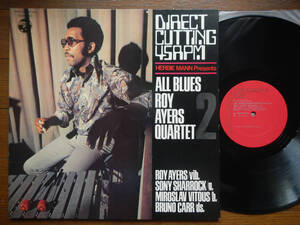 DIRECT
CUTTING
45RPM
HERBIE MANN Presents
ALL BLUES
ROY
AYERS
QUARTET
2
ROY AYERS vib.
SONY SHARROCK g.
MIROSLAV VITOUS b.
BRUNO CARR ds.